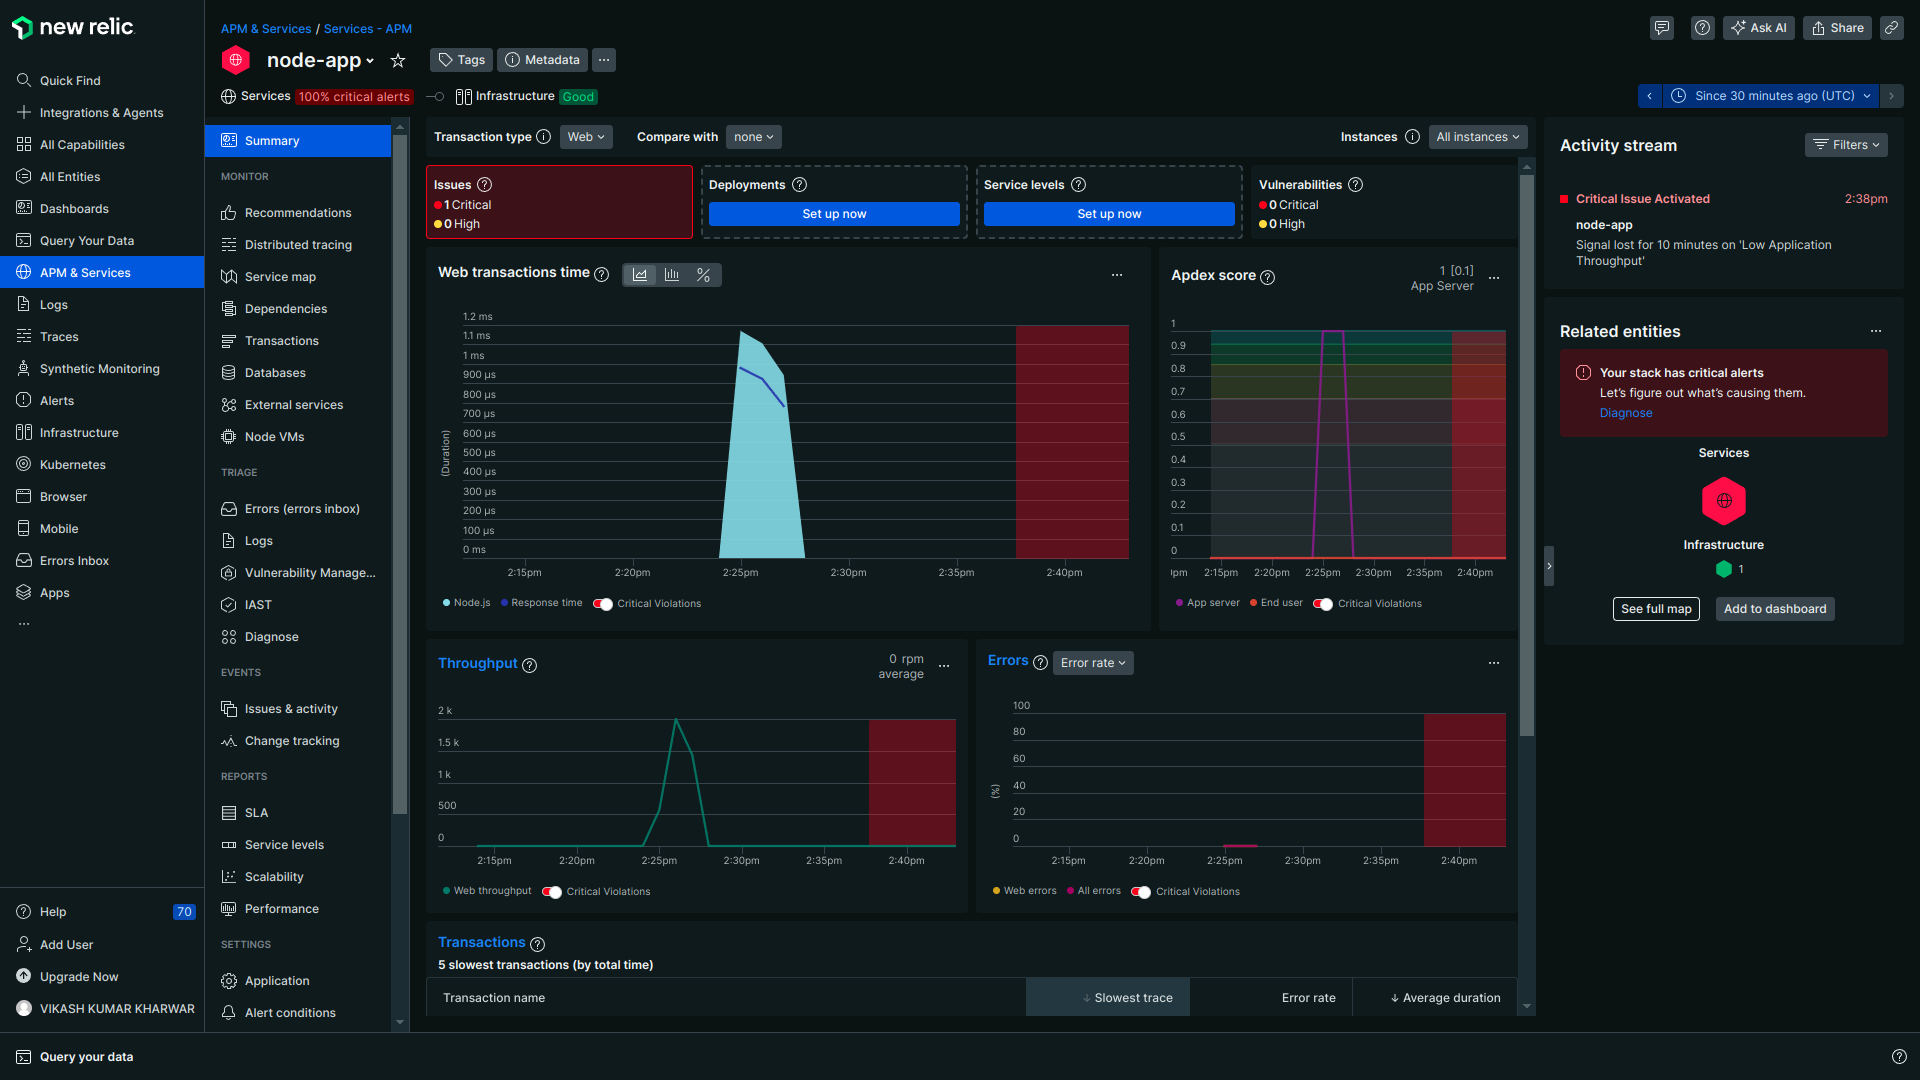 new relic
Quick Find
Integrations & Agents
All Capabilities
All Entities
Dashboards
Query Your Data
APM & Services
Logs
Traces
Synthetic Monitoring
Alerts
Infrastructure
Kubernetes
Browser
Mobile
Errors Inbox
Apps
...
Help 70
Add User
Upgrade Now
VIKASH KUMAR KHARWAR
APM & Services / Services - APM
node-app
Tags
Metadata
...
Ask AI
Share
Services 100% critical alerts
Infrastructure Good
Since 30 minutes ago (UTC)
Summary
MONITOR
Recommendations
Distributed tracing
Service map
Dependencies
Transactions
Databases
External services
Node VMs
TRIAGE
Errors (errors inbox)
Logs
Vulnerability Manage...
IAST
Diagnose
EVENTS
Issues & activity
Change tracking
REPORTS
SLA
Service levels
Scalability
Performance
SETTINGS
Application
Alert conditions
Transaction type Web
Compare with none
Instances All instances
Issues
1 Critical
0 High
Deployments
Set up now
Service levels
Set up now
Vulnerabilities
0 Critical
0 High
Web transactions time
...
1.2 ms
1.1 ms
1 ms
900 µs
800 µs
700 µs
600 µs
500 µs
400 µs
300 µs
200 µs
100 µs
0 ms
(Duration)
2:15pm 2:20pm 2:25pm 2:30pm 2:35pm 2:40pm
Node.js Response time Critical Violations
Apdex score
1 [0.1]
App Server
...
1
0.9
0.8
0.7
0.6
0.5
0.4
0.3
0.2
0.1
0
pm 2:15pm 2:20pm 2:25pm 2:30pm 2:35pm 2:40pm
App server End user Critical Violations
Throughput
0 rpm
average
...
2 k
1.5 k
1 k
500
0
2:15pm 2:20pm 2:25pm 2:30pm 2:35pm 2:40pm
Web throughput Critical Violations
Errors Error rate
...
100
80
60
40
20
0
(%)
2:15pm 2:20pm 2:25pm 2:30pm 2:35pm 2:40pm
Web errors All errors Critical Violations
Transactions
5 slowest transactions (by total time)
Transaction name Slowest trace Error rate Average duration
Activity stream
Filters
Critical Issue Activated 2:38pm
node-app
Signal lost for 10 minutes on 'Low Application
Throughput'
Related entities
...
Your stack has critical alerts
Let's figure out what's causing them.
Diagnose
Services
Infrastructure
1
See full map
Add to dashboard
Query your data